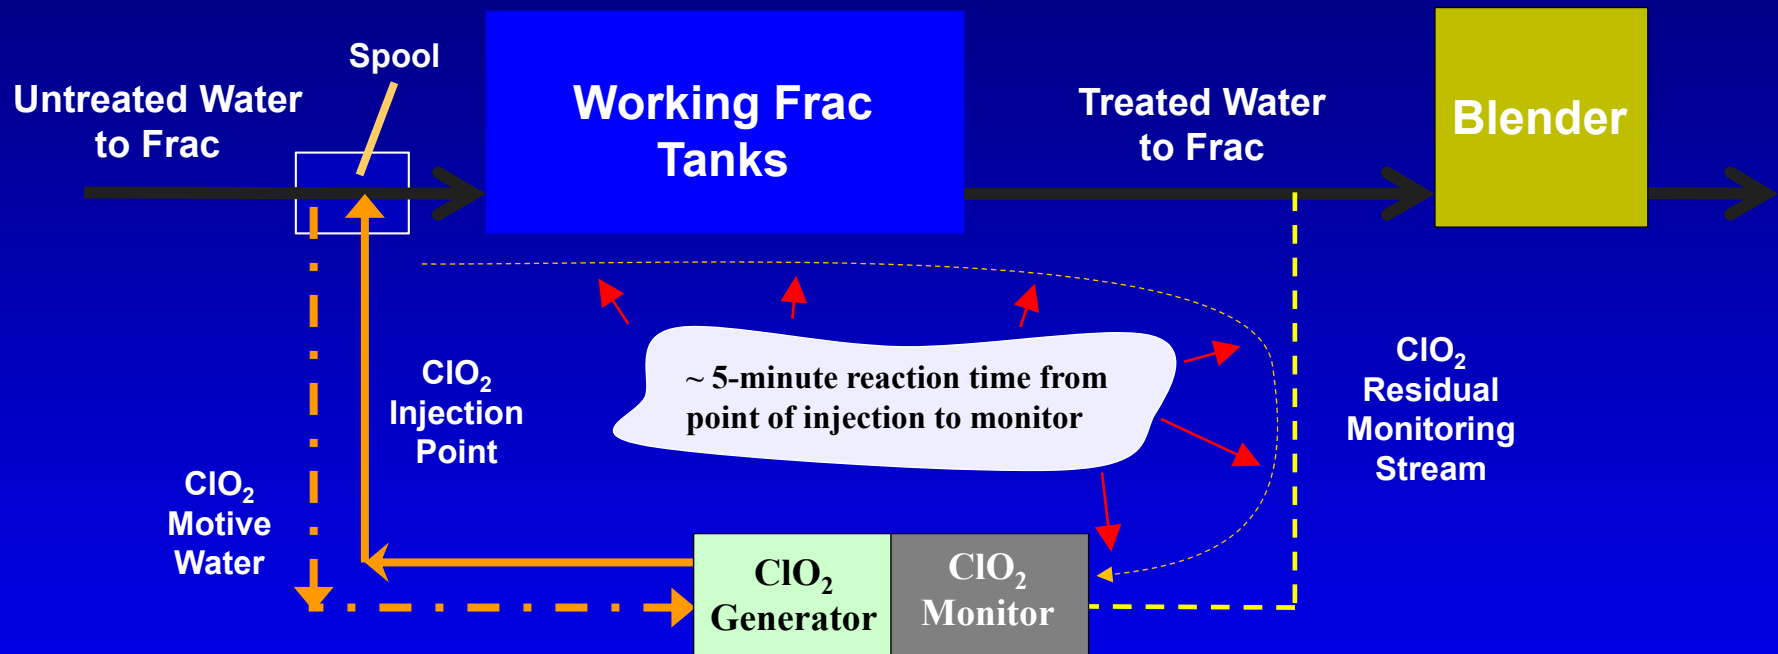 Spool
Untreated Water
to Frac
Working Frac
Tanks
Treated Water
to Frac
Blender
~ 5-minute reaction time from
point of injection to monitor
ClO₂
Injection
Point
ClO₂
Residual
Monitoring
Stream
ClO₂
Motive
Water
ClO₂
Generator
ClO₂
Monitor